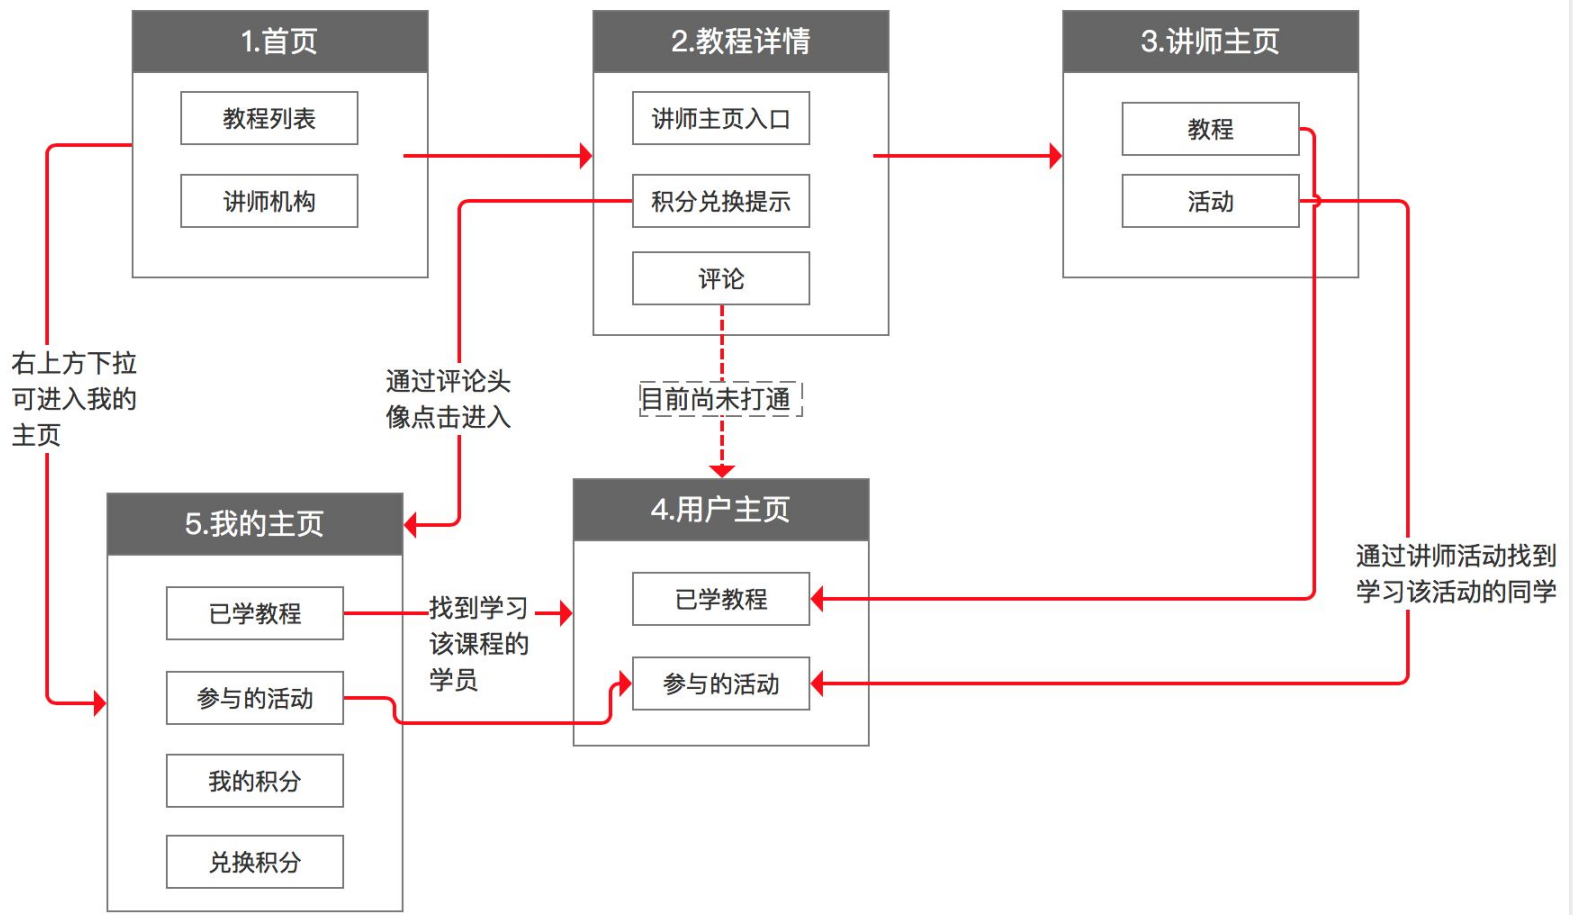 1.首页
教程列表
讲师机构
2.教程详情
讲师主页入口
积分兑换提示
评论
3.讲师主页
教程
活动
右上方下拉
可进入我的
主页
通过评论头
像点击进入
目前尚未打通
5.我的主页
已学教程
参与的活动
我的积分
兑换积分
找到学习
该课程的
学员
4.用户主页
已学教程
参与的活动
通过讲师活动找到
学习该活动的同学